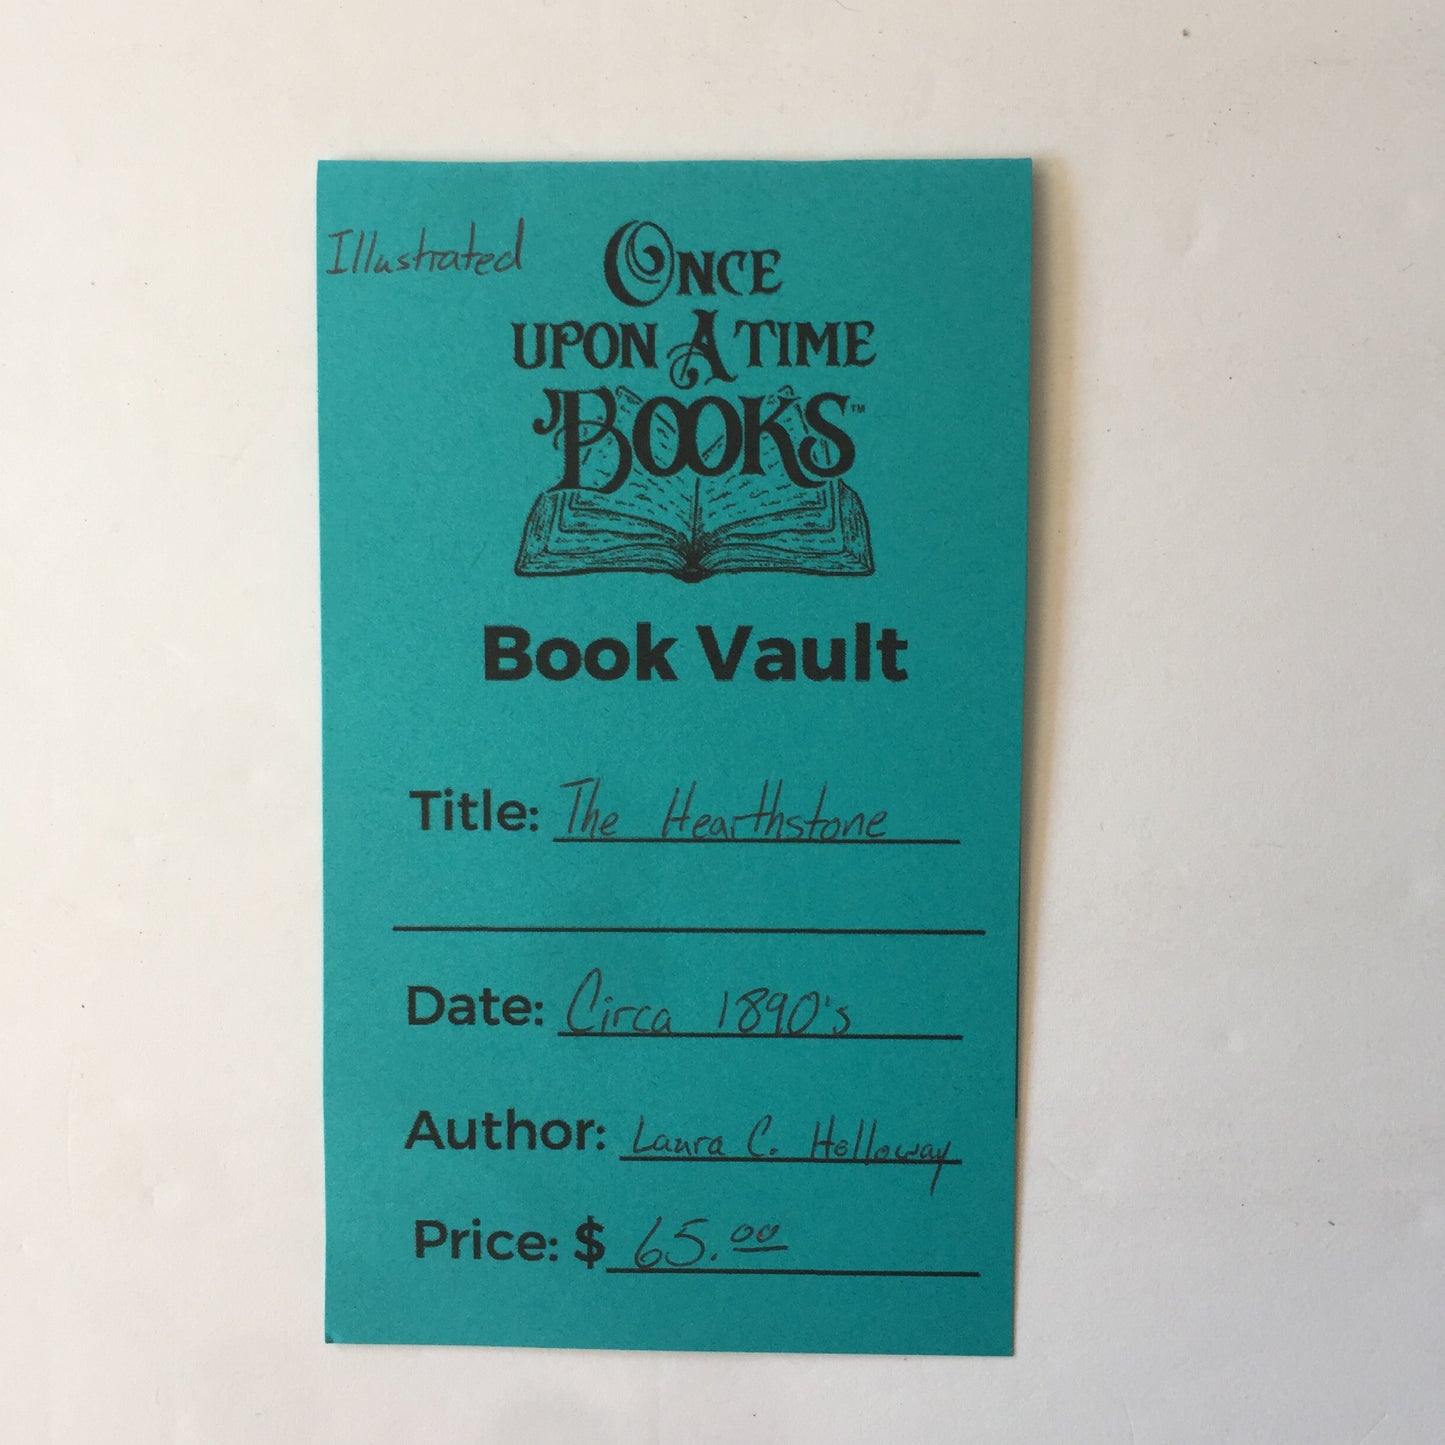 Illustrated
ONCE
UPON A TIME
BOOKS™
Book Vault
Title: The Hearthstone
Date: Circa 1890's
Author: Laura C. Holloway
Price: $ 65.00